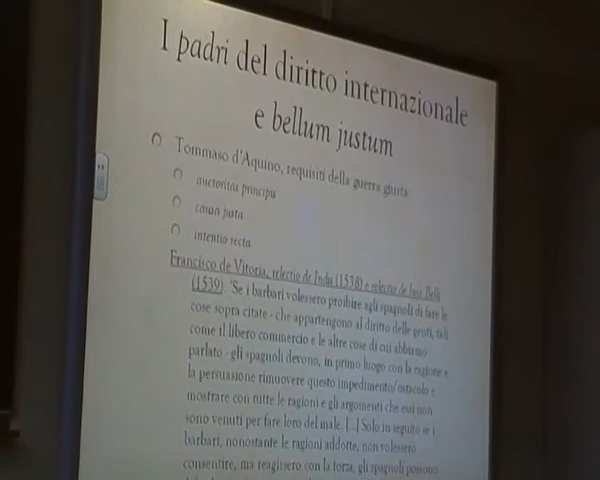 I padri del diritto internazionale
e bellum justum
Tommaso d'Aquino, requisiti della guerra giusta:
auctoritas principis
causa justa
intentio recta
Francisco de Vitoria, relectio de Indis (1538) e relectio de Jure Belli
(1539): 'Se i barbari volessero proibire agli spagnoli di fare le
cose sopra citate - che appartengono al diritto delle genti, tali
come il libero commercio e le altre cose di cui abbiamo
parlato - gli spagnoli devono, in primo luogo con la ragione e
la persuasione rimuovere questo impedimento/ostacolo e
mostrare con tutte le ragioni e gli argomenti che essi non
sono venuti per fare loro del male. [...] Solo in seguito se i
barbari, nonostante le ragioni addotte, non volessero
consentire, ma reagissero con la forza, gli spagnoli possono